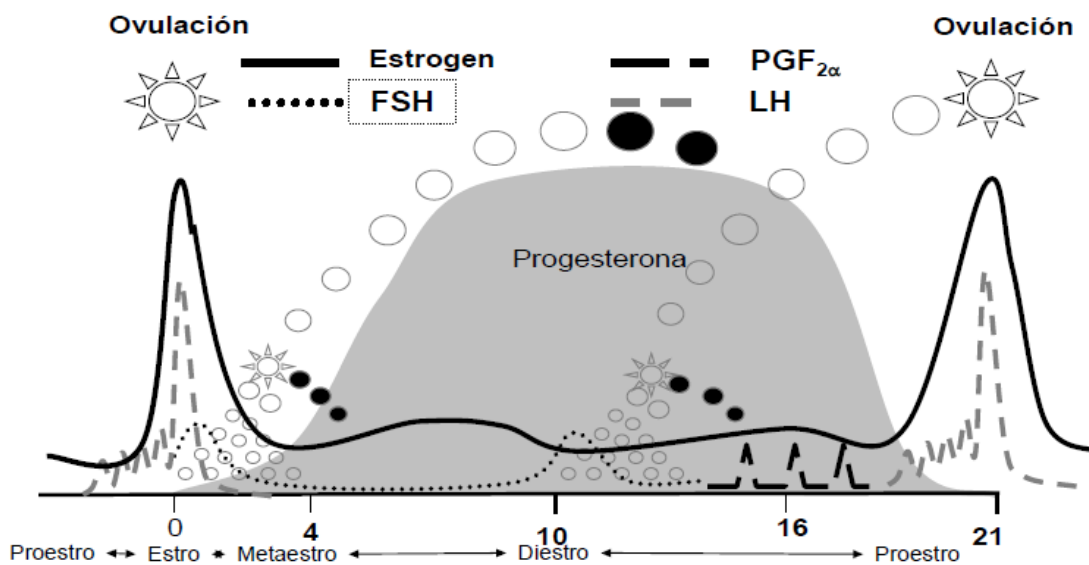 Ovulación
Ovulación
Estrogen
PGF2α
FSH
LH
Progesterona
0
4
10
16
21
Proestro
Estro
Metaestro
Diestro
Proestro